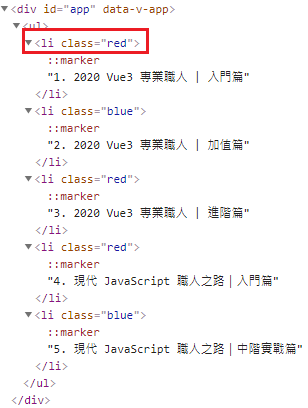 ▼<div id="app" data-v-app>
▼<ul>
▼<li class="red">
::marker
"1. 2020 Vue3 專業職人 | 入門篇"
</li>
▼<li class="blue">
::marker
"2. 2020 Vue3 專業職人 | 加值篇"
</li>
▼<li class="red">
::marker
"3. 2020 Vue3 專業職人 | 進階篇"
</li>
▼<li class="red">
::marker
"4. 現代 JavaScript 職人之路｜入門篇"
</li>
▼<li class="blue">
::marker
"5. 現代 JavaScript 職人之路｜中階實戰篇"
</li>
</ul>
</div>